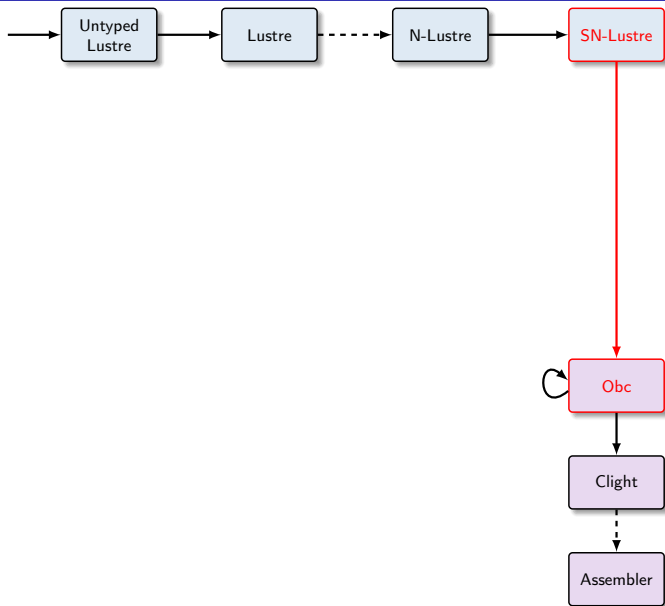 Untyped
Lustre
Lustre
N-Lustre
SN-Lustre
Obc
Clight
Assembler